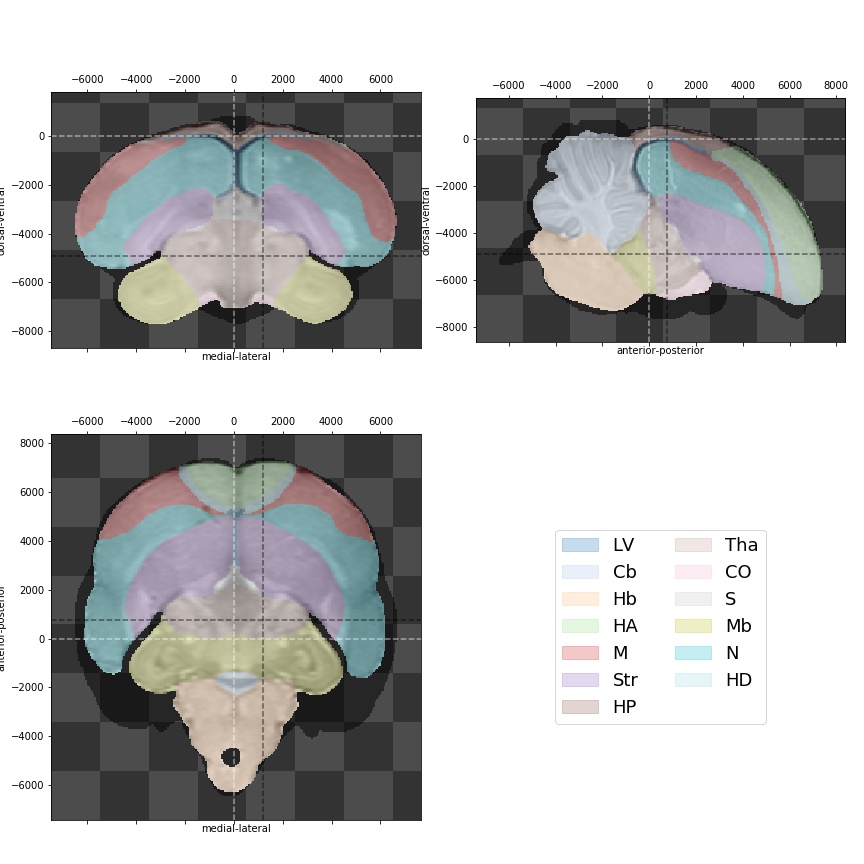 −6000 −4000 −2000 0 2000 4000 6000
0
−2000
−4000
−6000
−8000
dorsal-ventral
medial-lateral
−6000 −4000 −2000 0 2000 4000 6000 8000
0
−2000
−4000
−6000
−8000
dorsal-ventral
anterior-posterior
−6000 −4000 −2000 0 2000 4000 6000
8000
6000
4000
2000
0
−2000
−4000
−6000
anterior-posterior
medial-lateral
LV Tha
Cb CO
Hb S
HA Mb
M N
Str HD
HP